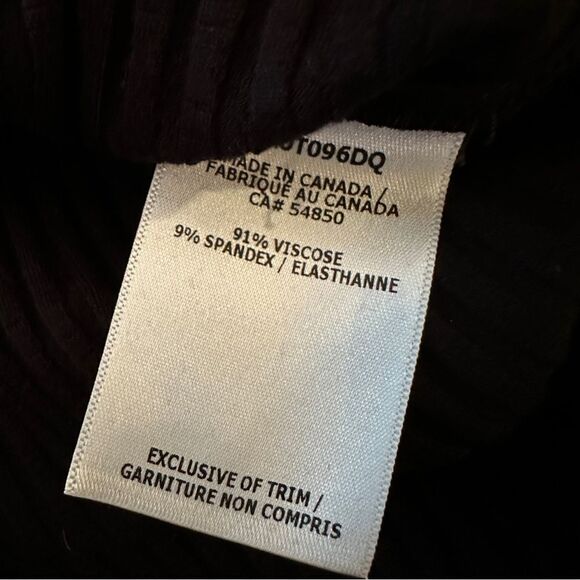 UT096DQ
MADE IN CANADA /
FABRIQUÉ AU CANADA
CA# 54850
91% VISCOSE
9% SPANDEX / ELASTHANNE
EXCLUSIVE OF TRIM /
GARNITURE NON COMPRIS